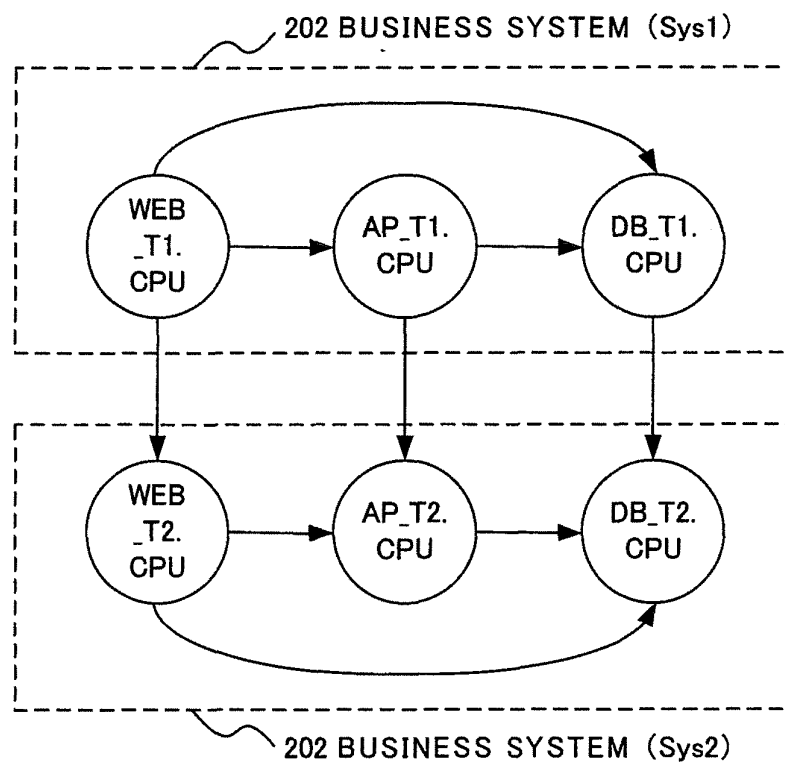 202 BUSINESS SYSTEM (Sys1)
WEB
_T1.
CPU
AP_T1.
CPU
DB_T1.
CPU
WEB
_T2.
CPU
AP_T2.
CPU
DB_T2.
CPU
202 BUSINESS SYSTEM (Sys2)